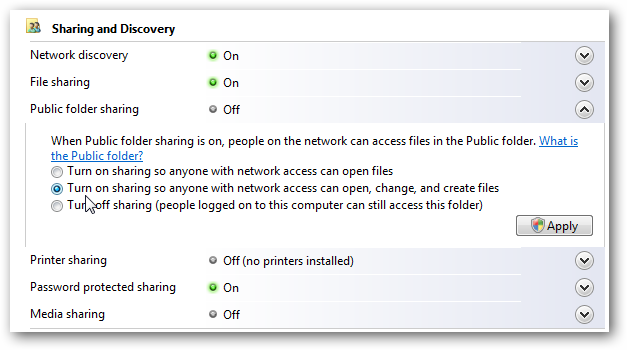 Sharing and Discovery
Network discovery On
File sharing On
Public folder sharing Off
When Public folder sharing is on, people on the network can access files in the Public folder. What is
the Public folder?
Turn on sharing so anyone with network access can open files
Turn on sharing so anyone with network access can open, change, and create files
Turn off sharing (people logged on to this computer can still access this folder)
Apply
Printer sharing Off (no printers installed)
Password protected sharing On
Media sharing Off